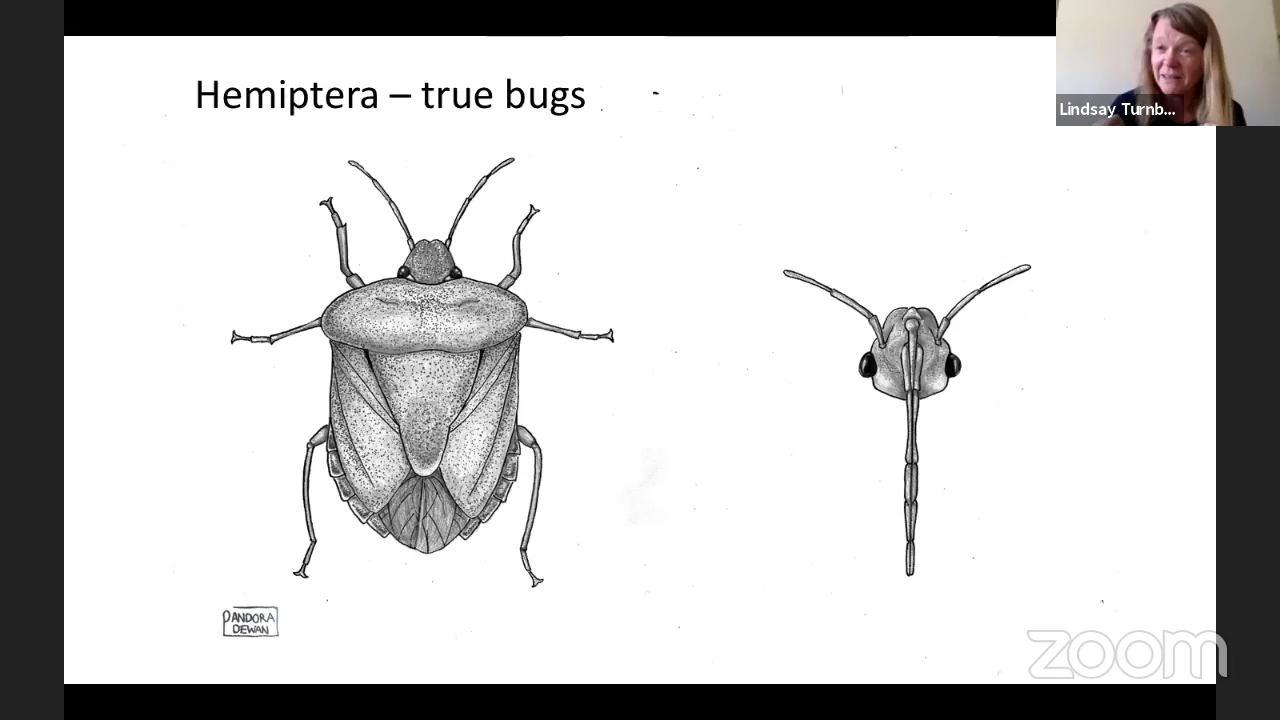 Hemiptera – true bugs
Lindsay Turnb...
PANDORA
DEWAN
zoom